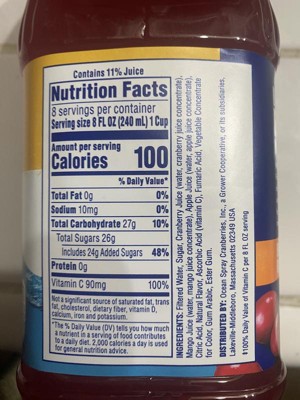 Contains 11% Juice
Nutrition Facts
8 servings per container
Serving size 8 FL OZ (240 mL) 1 Cup
Amount per serving
Calories 100
% Daily Value*
Total Fat 0g 0%
Sodium 10mg 0%
Total Carbohydrate 27g 10%
Total Sugars 26g
Includes 24g Added Sugars 48%
Protein 0g
Vitamin C 90mg 100%
Not a significant source of saturated fat, trans
fat, cholesterol, dietary fiber, vitamin D,
calcium, iron and potassium.
*The % Daily Value (DV) tells you how much
a nutrient in a serving of food contributes
to a daily diet. 2,000 calories a day is used
for general nutrition advice.
INGREDIENTS: Filtered Water, Sugar, Cranberry Juice (water, cranberry juice concentrate),
Mango Juice (water, mango juice concentrate), Apple Juice (water, apple juice concentrate),
Citric Acid, Natural Flavor, Ascorbic Acid (Vitamin C), Fumaric Acid, Vegetable Concentrate
for Color, Gum Arabic, Ester Gum.
DISTRIBUTED BY: Ocean Spray Cranberries, Inc., a Grower Cooperative, or its subsidiaries,
Lakeville-Middleboro, Massachusetts 02349 USA
‡100% Daily Value of Vitamin C per 8 FL OZ serving